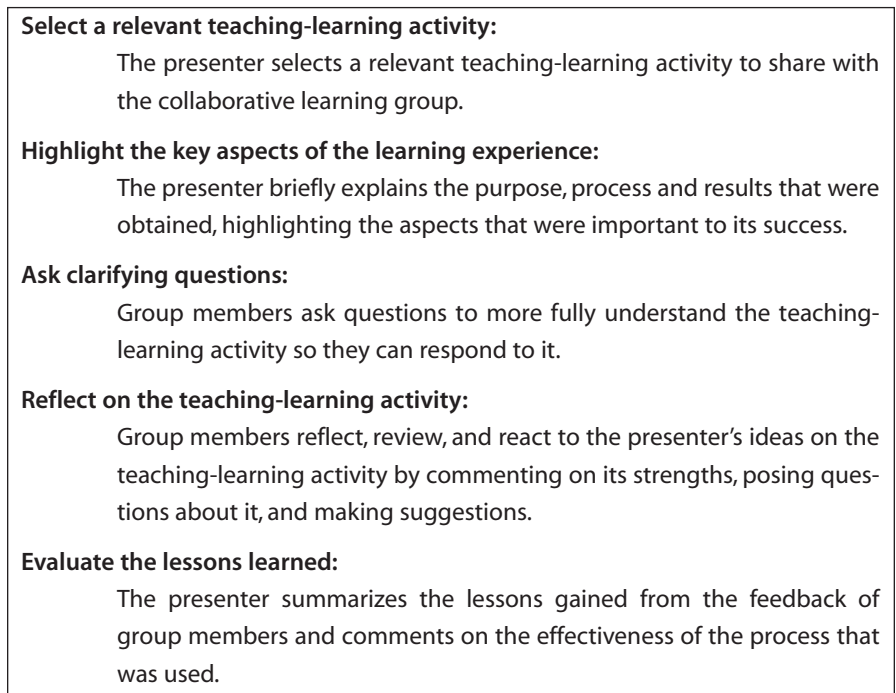 Select a relevant teaching-learning activity:
The presenter selects a relevant teaching-learning activity to share with
the collaborative learning group.
Highlight the key aspects of the learning experience:
The presenter briefly explains the purpose, process and results that were
obtained, highlighting the aspects that were important to its success.
Ask clarifying questions:
Group members ask questions to more fully understand the teaching-
learning activity so they can respond to it.
Reflect on the teaching-learning activity:
Group members reflect, review, and react to the presenter’s ideas on the
teaching-learning activity by commenting on its strengths, posing ques-
tions about it, and making suggestions.
Evaluate the lessons learned:
The presenter summarizes the lessons gained from the feedback of
group members and comments on the effectiveness of the process that
was used.